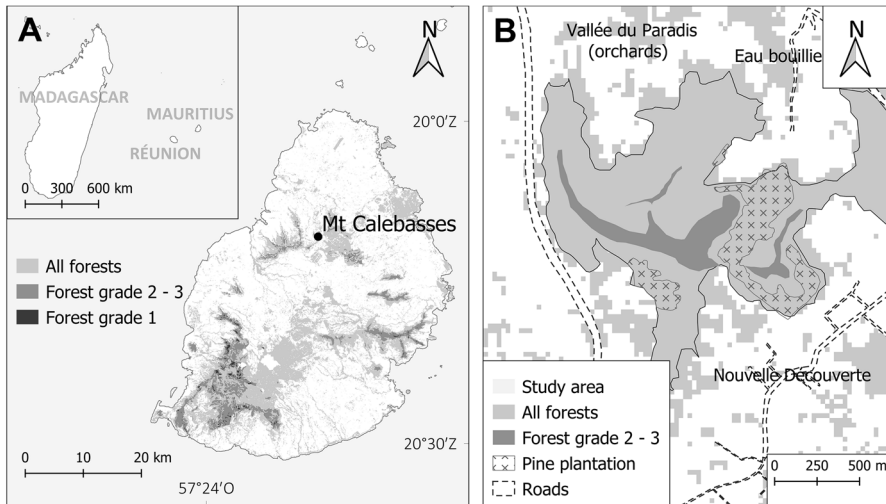 A
N
MADAGASCAR
MAURITIUS
RÉUNION
0 300 600 km
20°0′Z
Mt Calebasses
All forests
Forest grade 2 - 3
Forest grade 1
0 10 20 km
20°30′Z
57°24′O
B
Vallée du Paradis
(orchards)
Eau bouillie
N
Nouvelle Découverte
Study area
All forests
Forest grade 2 - 3
Pine plantation
Roads
0 250 500 m